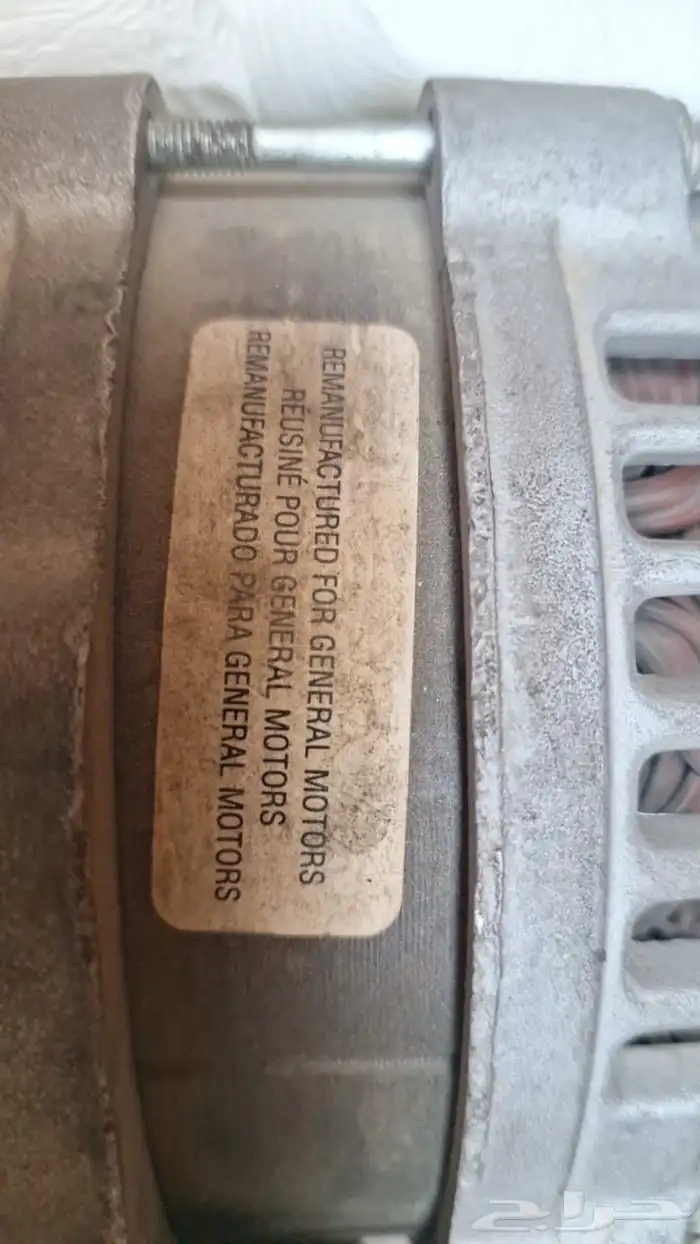 REMANUFACTURED FOR GENERAL MOTORS
RÉUSINÉ POUR GENERAL MOTORS
REMANUFACTURADO PARA GENERAL MOTORS
حراج